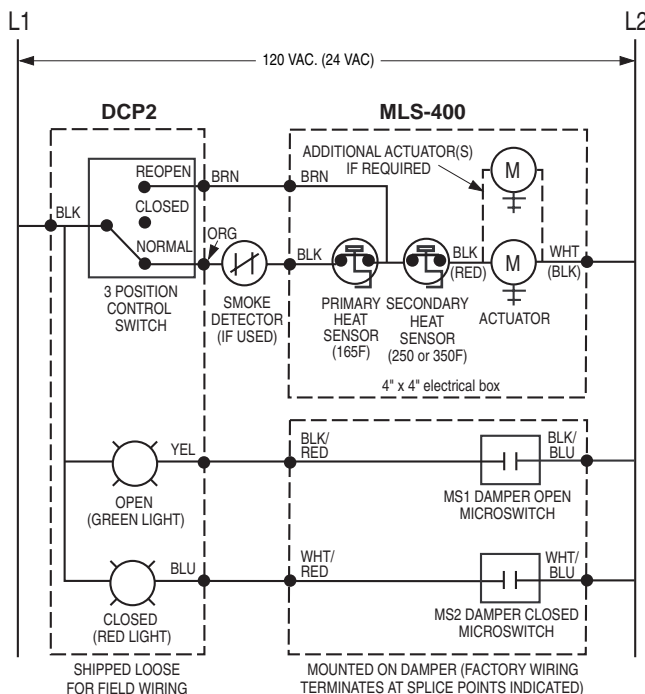 L1
L2
120 VAC. (24 VAC)
DCP2
MLS-400
REOPEN
BRN
BRN
ADDITIONAL ACTUATOR(S)
IF REQUIRED
M
CLOSED
BLK
NORMAL
ORG
BLK
BLK
(RED)
M
WHT
(BLK)
3 POSITION
CONTROL
SWITCH
SMOKE
DETECTOR
(IF USED)
PRIMARY
HEAT
SENSOR
(165F)
SECONDARY
HEAT
SENSOR
(250 or 350F)
ACTUATOR
4" x 4" electrical box
YEL
BLK/
RED
BLK/
BLU
OPEN
(GREEN LIGHT)
MS1 DAMPER OPEN
MICROSWITCH
BLU
WHT/
RED
WHT/
BLU
CLOSED
(RED LIGHT)
MS2 DAMPER CLOSED
MICROSWITCH
SHIPPED LOOSE
FOR FIELD WIRING
MOUNTED ON DAMPER (FACTORY WIRING
TERMINATES AT SPLICE POINTS INDICATED)